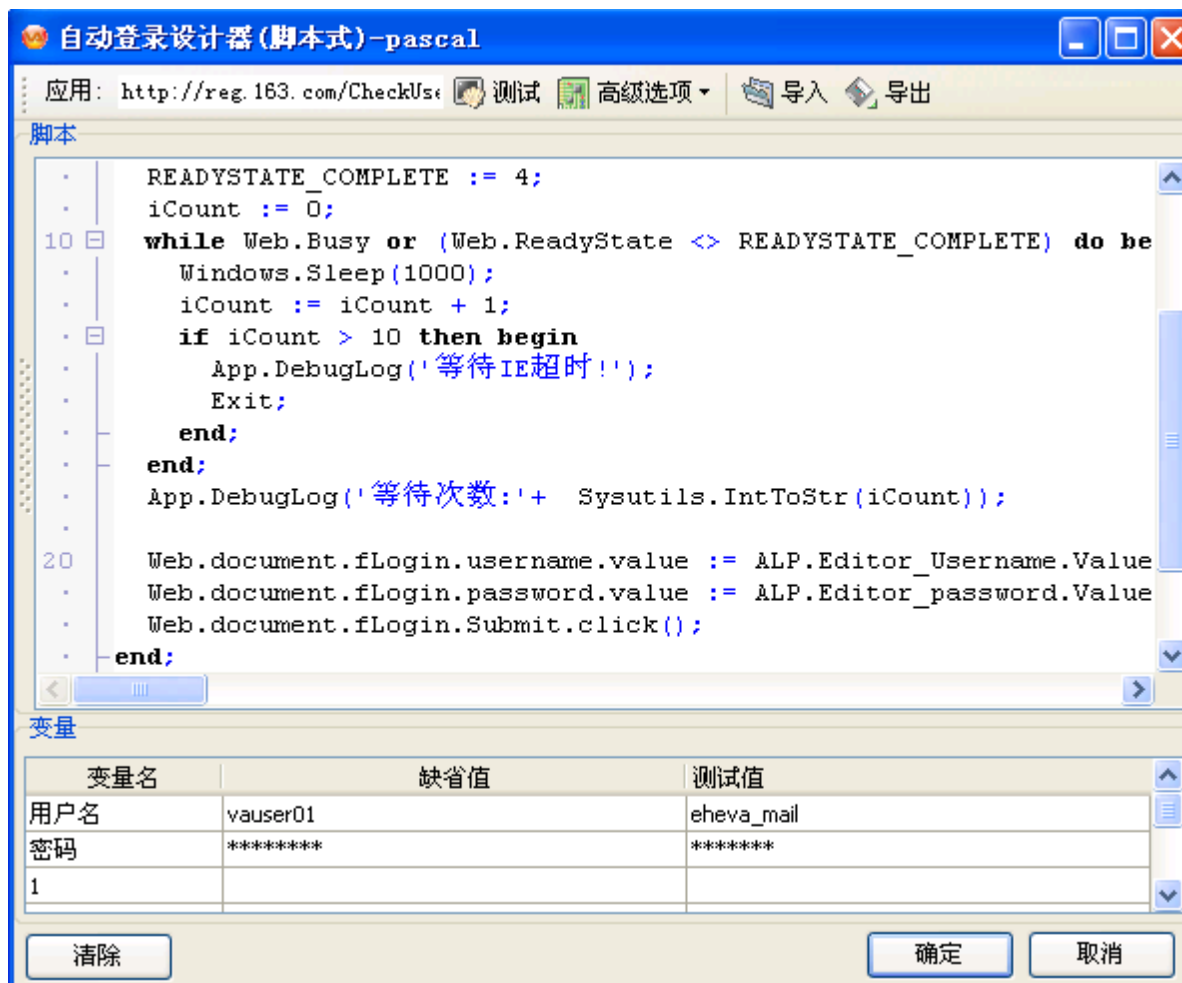 自动登录设计器(脚本式)-pascal
应用: http://reg.163.com/CheckUse 测试 高级选项 导入 导出
脚本
READYSTATE_COMPLETE := 4;
iCount := 0;
10 while Web.Busy or (Web.ReadyState <> READYSTATE_COMPLETE) do be
Windows.Sleep(1000);
iCount := iCount + 1;
if iCount > 10 then begin
App.DebugLog('等待IE超时!');
Exit;
end;
end;
App.DebugLog('等待次数:'+ Sysutils.IntToStr(iCount));
20 Web.document.fLogin.username.value := ALP.Editor_Username.Value
Web.document.fLogin.password.value := ALP.Editor_password.Value
Web.document.fLogin.Submit.click();
end;
变量
变量名 缺省值 测试值
用户名 vauser01 eheva_mail
密码 ******** *******
1
清除 确定 取消